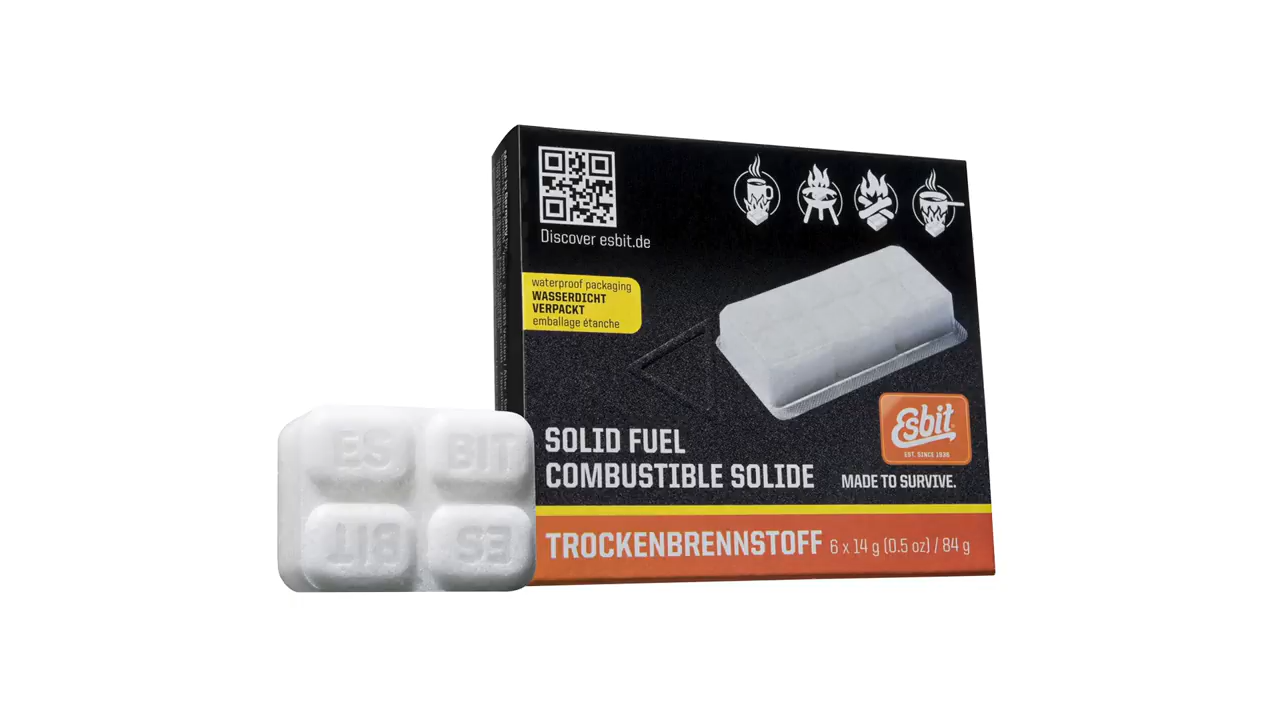 Discover esbit.de
waterproof packaging
WASSERDICHT
VERPACKT
emballage étanche
Esbit
EST. SINCE 1936
MADE TO SURVIVE.
SOLID FUEL
COMBUSTIBLE SOLIDE
TROCKENBRENNSTOFF 6 x 14 g (0.5 oz) / 84 g
ES BIT
BIT ES